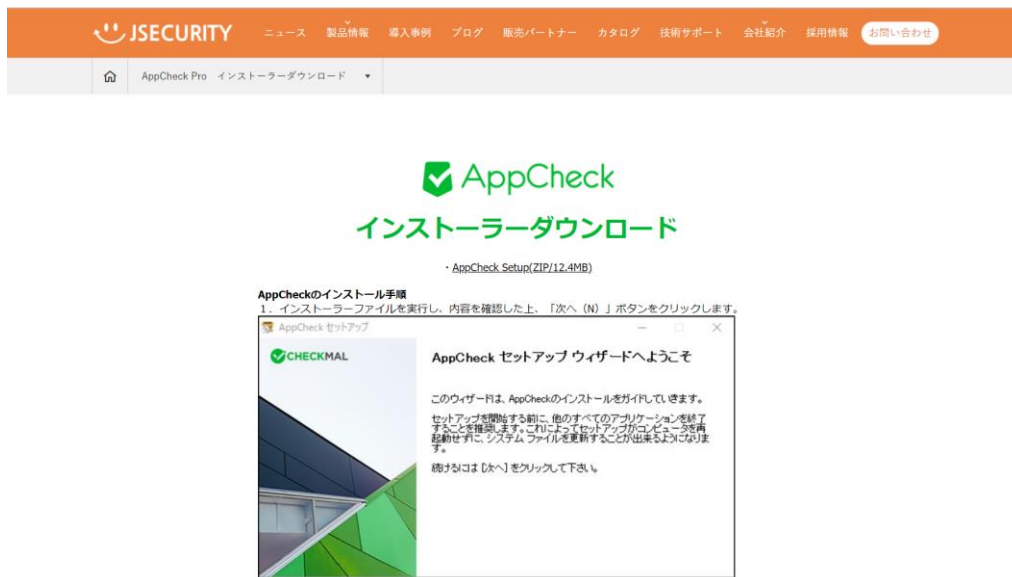 JSECURITY ニュース 製品情報 導入事例 ブログ 販売パートナー カタログ 技術サポート 会社紹介 採用情報 お問い合わせ
AppCheck Pro インストーラーダウンロード
AppCheck
インストーラーダウンロード
・AppCheck Setup(ZIP/12.4MB)
AppCheckのインストール手順
1．インストーラーファイルを実行し、内容を確認した上、「次へ（N）」ボタンをクリックします。
AppCheck セットアップ
CHECKMAL
AppCheck セットアップ ウィザードへようこそ
このウィザードは、AppCheckのインストールをガイドしていきます。
セットアップを開始する前に、他のすべてのアプリケーションを終了
することを推奨します。これによってセットアップがコンピュータを再
起動せずに、システム ファイルを更新することが出来るようになりま
す。
続けるには [次へ] をクリックして下さい。